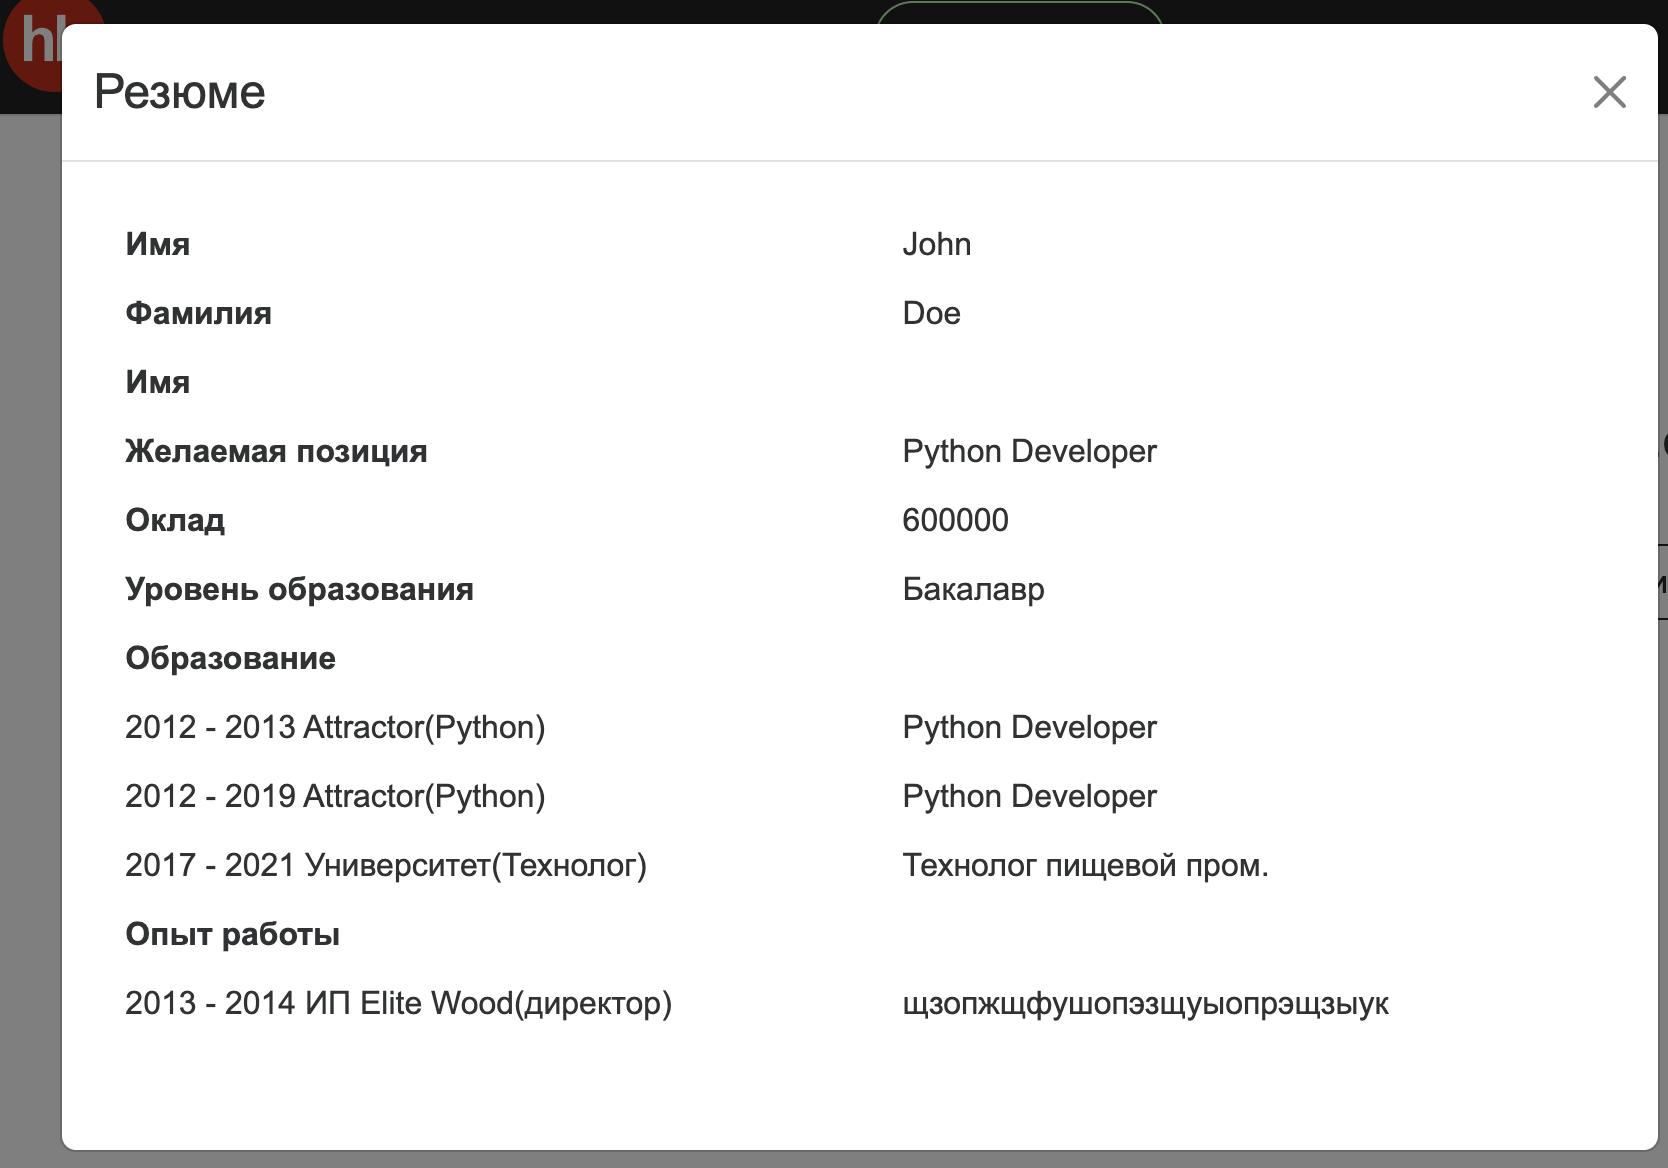 Резюме
Имя John
Фамилия Doe
Имя
Желаемая позиция Python Developer
Оклад 600000
Уровень образования Бакалавр
Образование
2012 - 2013 Attractor(Python) Python Developer
2012 - 2019 Attractor(Python) Python Developer
2017 - 2021 Университет(Технолог) Технолог пищевой пром.
Опыт работы
2013 - 2014 ИП Elite Wood(директор) щзопжщфушопэзщуыопрэщзыук